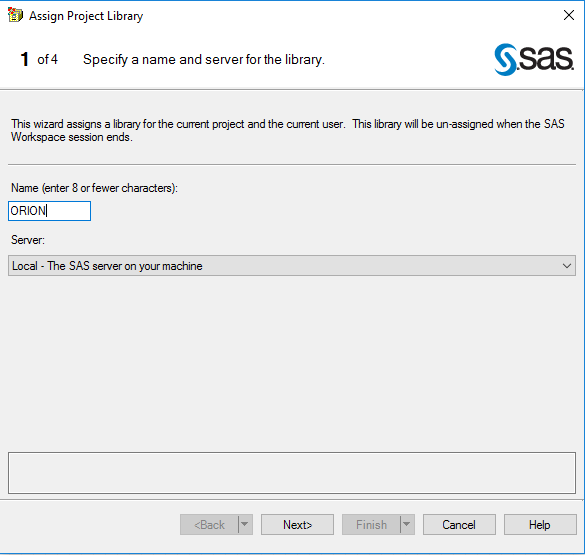 Assign Project Library
1 of 4 Specify a name and server for the library.
sas.
This wizard assigns a library for the current project and the current user. This library will be un-assigned when the SAS
Workspace session ends.
Name (enter 8 or fewer characters):
ORION
Server:
Local - The SAS server on your machine
<Back Next> Finish Cancel Help